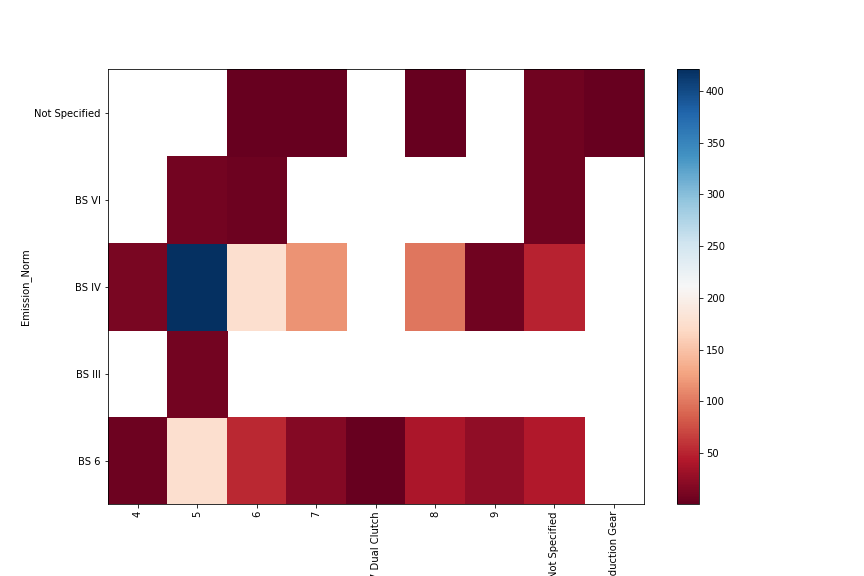 Not Specified
BS VI
BS IV
BS III
BS 6
Emission_Norm
4
5
6
7
7 Dual Clutch
8
9
Not Specified
duction Gear
400
350
300
250
200
150
100
50